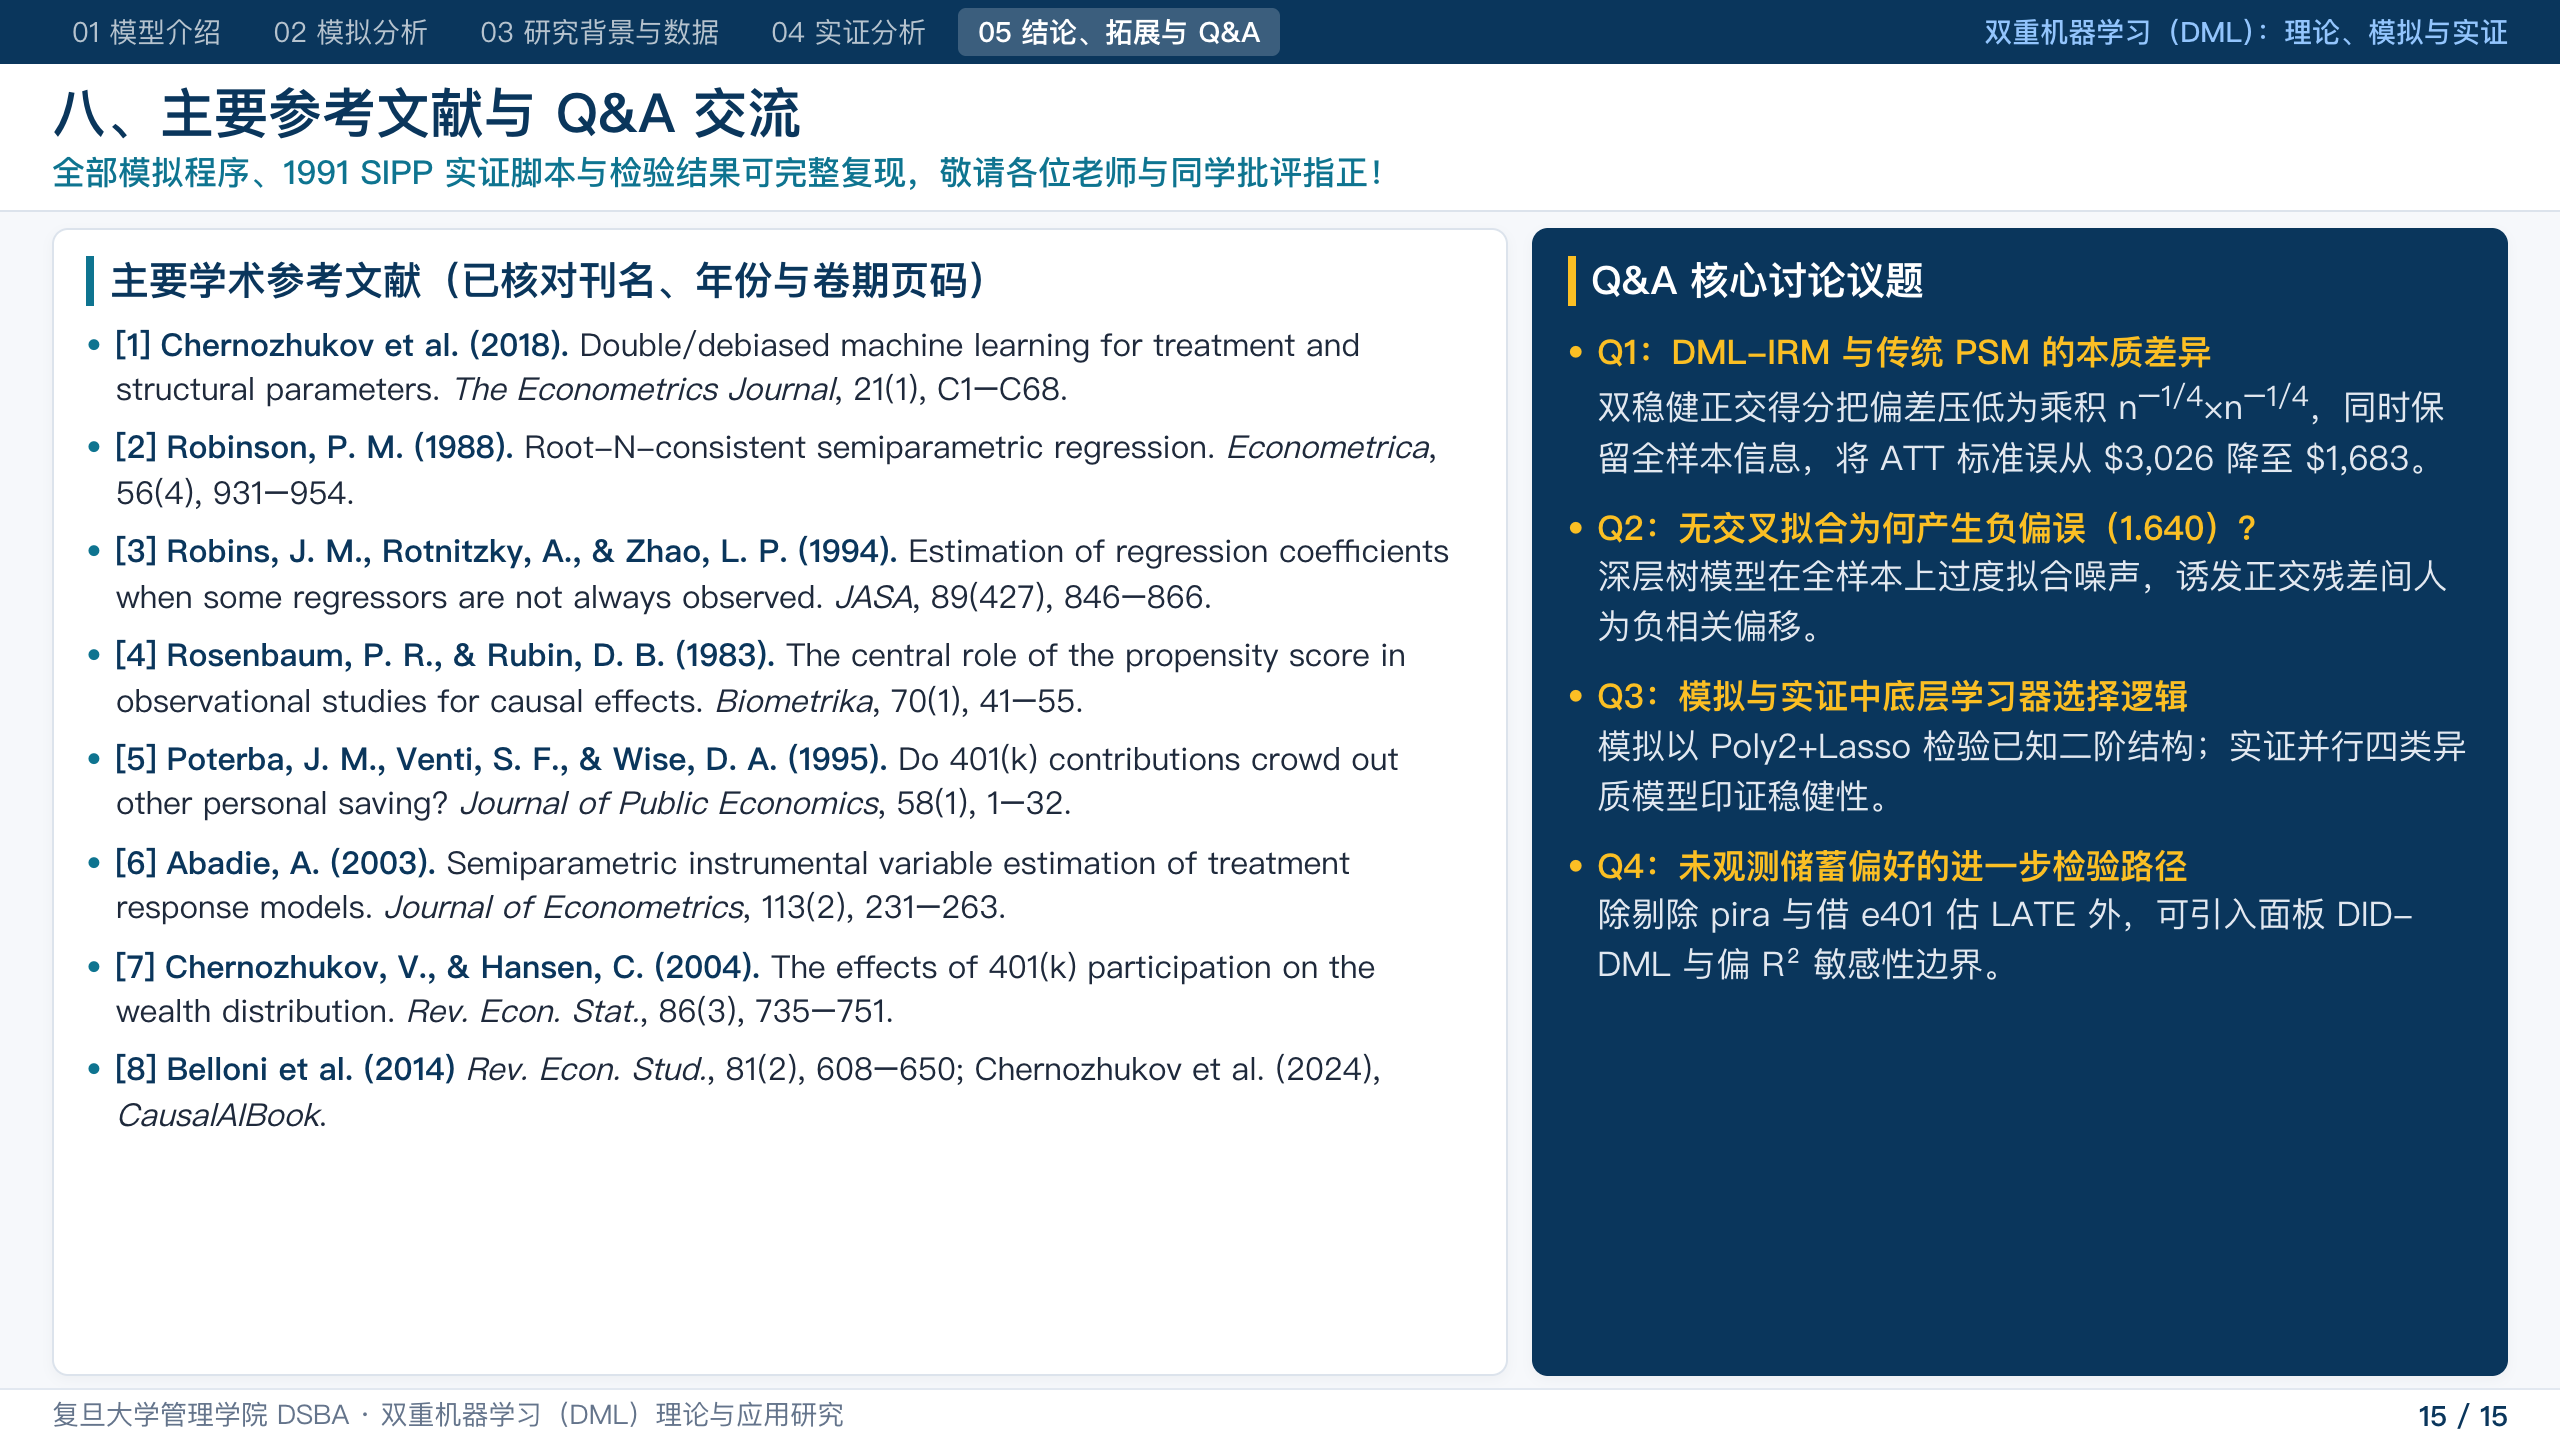 01 模型介绍
02 模拟分析
03 研究背景与数据
04 实证分析
05 结论、拓展与 Q&A
双重机器学习（DML）：理论、模拟与实证
八、主要参考文献与 Q&A 交流
全部模拟程序、1991 SIPP 实证脚本与检验结果可完整复现，敬请各位老师与同学批评指正！
主要学术参考文献（已核对刊名、年份与卷期页码）
• [1] Chernozhukov et al. (2018). Double/debiased machine learning for treatment and
structural parameters. The Econometrics Journal, 21(1), C1–C68.
• [2] Robinson, P. M. (1988). Root-N-consistent semiparametric regression. Econometrica,
56(4), 931–954.
• [3] Robins, J. M., Rotnitzky, A., & Zhao, L. P. (1994). Estimation of regression coefficients
when some regressors are not always observed. JASA, 89(427), 846–866.
• [4] Rosenbaum, P. R., & Rubin, D. B. (1983). The central role of the propensity score in
observational studies for causal effects. Biometrika, 70(1), 41–55.
• [5] Poterba, J. M., Venti, S. F., & Wise, D. A. (1995). Do 401(k) contributions crowd out
other personal saving? Journal of Public Economics, 58(1), 1–32.
• [6] Abadie, A. (2003). Semiparametric instrumental variable estimation of treatment
response models. Journal of Econometrics, 113(2), 231–263.
• [7] Chernozhukov, V., & Hansen, C. (2004). The effects of 401(k) participation on the
wealth distribution. Rev. Econ. Stat., 86(3), 735–751.
• [8] Belloni et al. (2014) Rev. Econ. Stud., 81(2), 608–650; Chernozhukov et al. (2024),
CausalAIBook.
Q&A 核心讨论议题
• Q1：DML-IRM 与传统 PSM 的本质差异
双稳健正交得分把偏差压低为乘积 n⁻¹/⁴×n⁻¹/⁴，同时保
留全样本信息，将 ATT 标准误从 $3,026 降至 $1,683。
• Q2：无交叉拟合为何产生负偏误（1.640）？
深层树模型在全样本上过度拟合噪声，诱发正交残差间人
为负相关偏移。
• Q3：模拟与实证中底层学习器选择逻辑
模拟以 Poly2+Lasso 检验已知二阶结构；实证并行四类异
质模型印证稳健性。
• Q4：未观测储蓄偏好的进一步检验路径
除剔除 pira 与借 e401 估 LATE 外，可引入面板 DID-
DML 与偏 R² 敏感性边界。
复旦大学管理学院 DSBA · 双重机器学习（DML）理论与应用研究
15 / 15